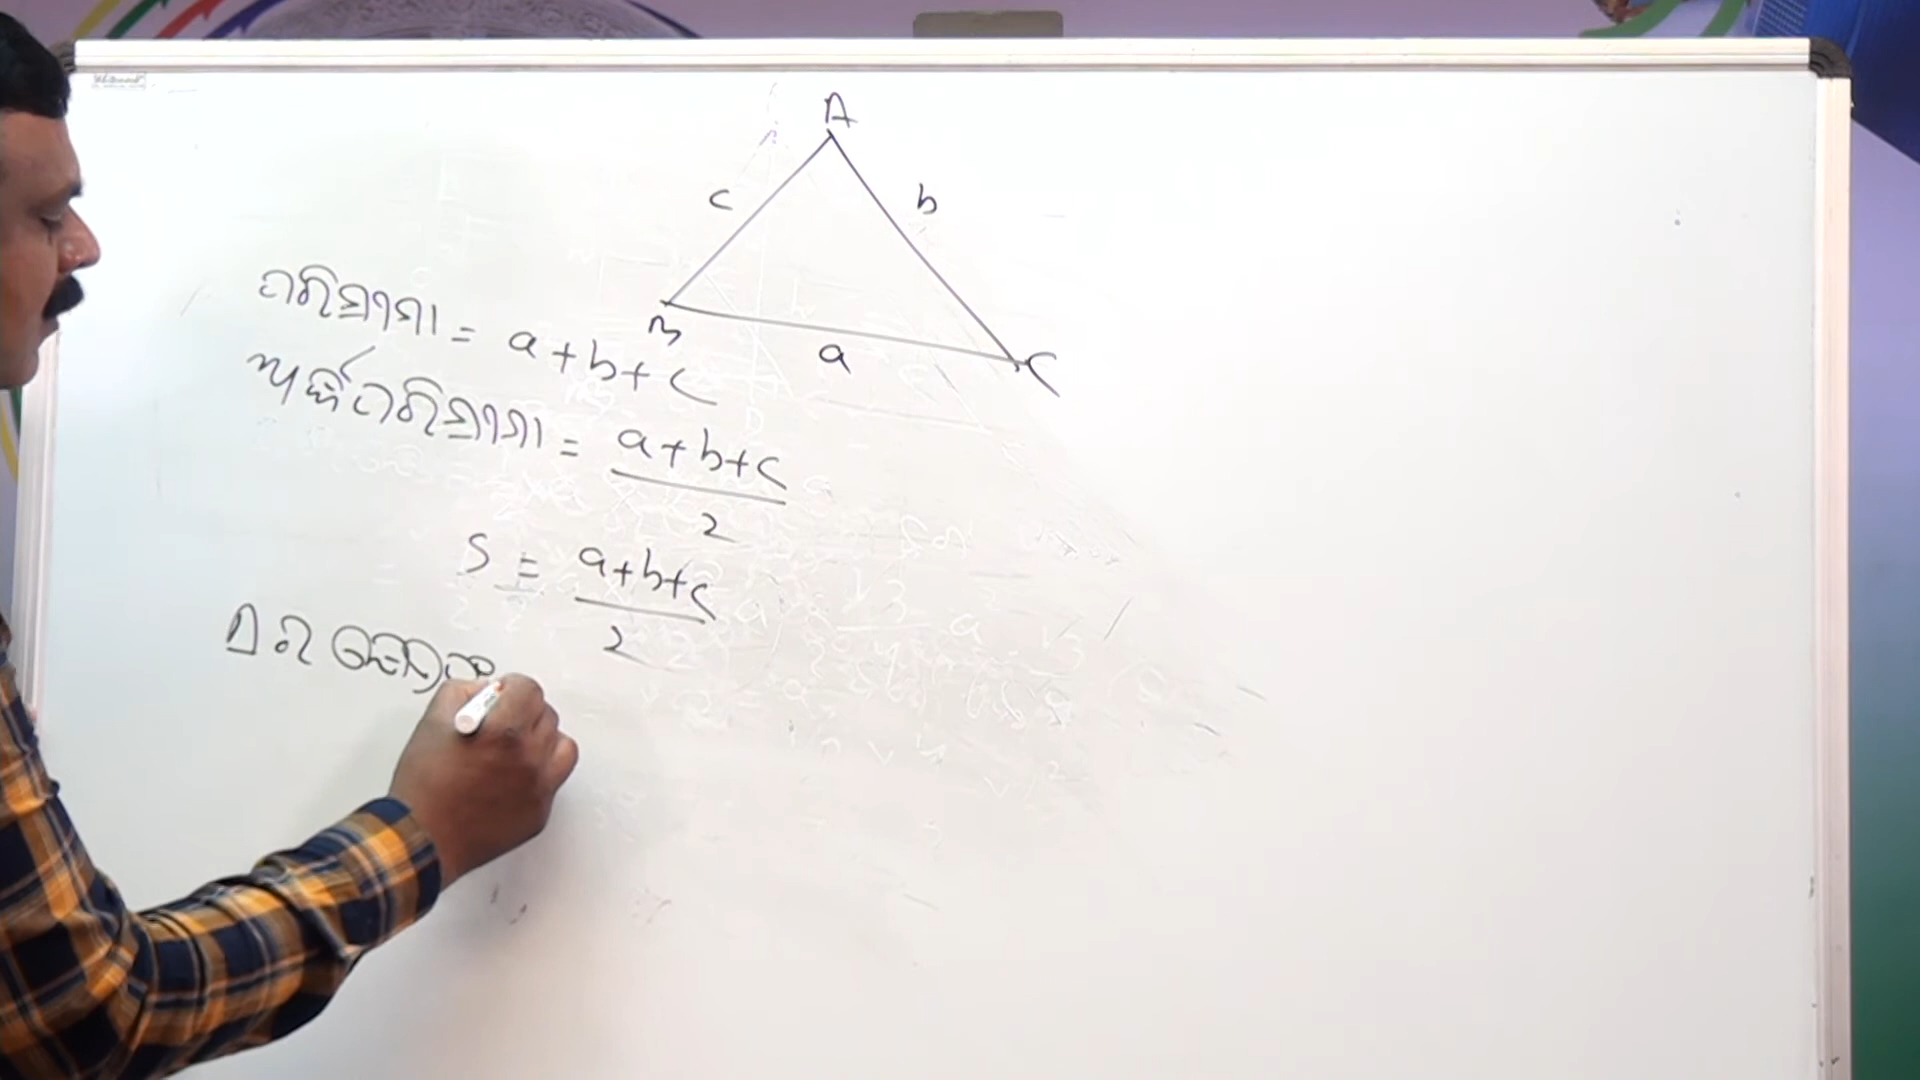 A
c
b
B
a
C
ପରିସୀମା = a+b+c
ଅର୍ଦ୍ଧପରିସୀମା = a+b+c / 2
S = a+b+c / 2
Δ ର